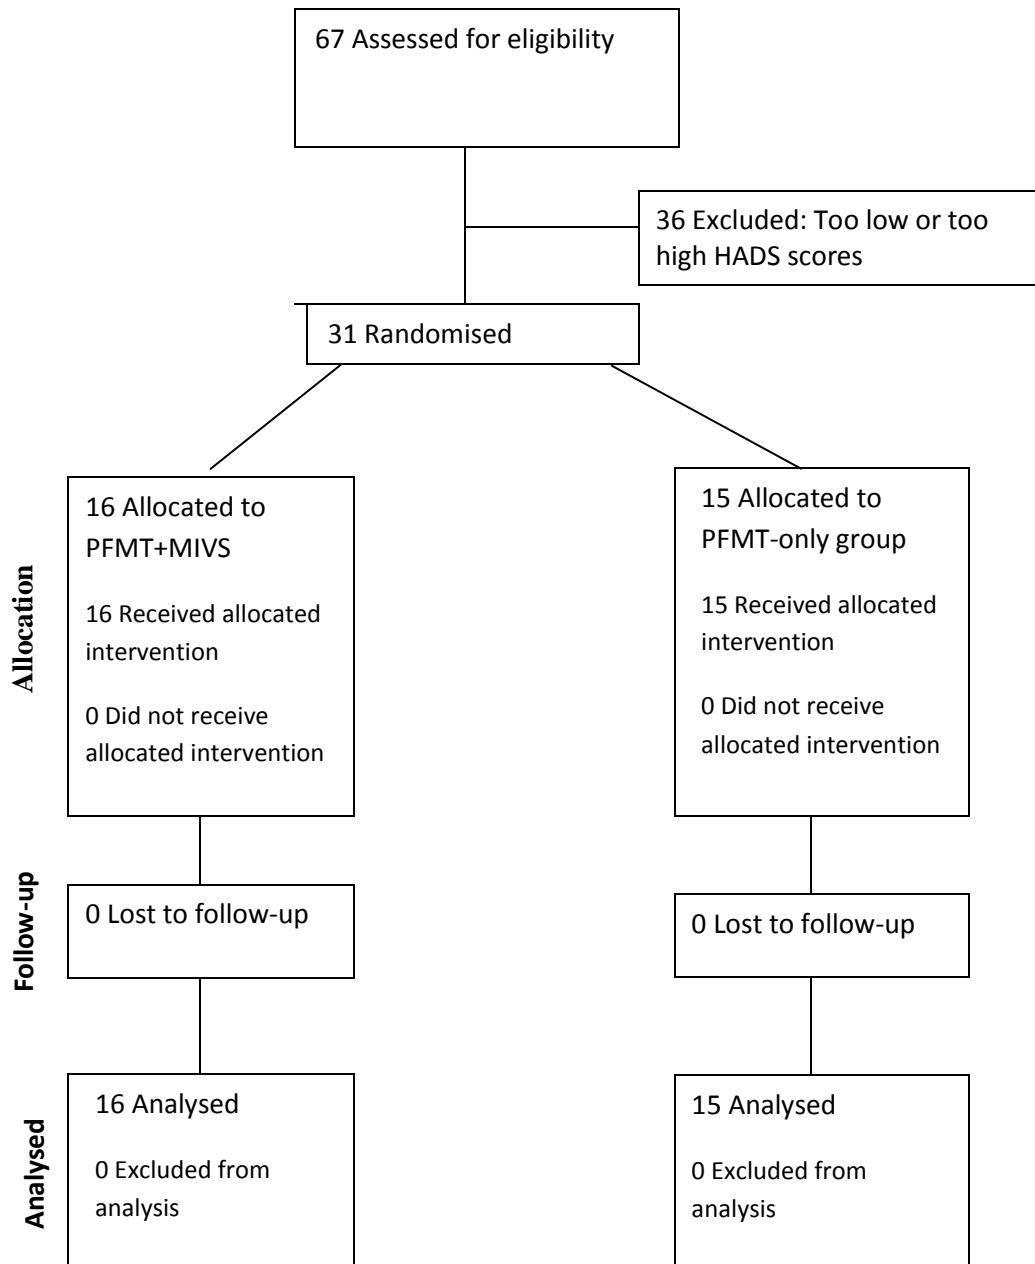 67 Assessed for eligibility
36 Excluded: Too low or too
high HADS scores
31 Randomised
Allocation
16 Allocated to
PFMT+MIVS
16 Received allocated
intervention
0 Did not receive
allocated intervention
15 Allocated to
PFMT-only group
15 Received allocated
intervention
0 Did not receive
allocated intervention
Follow-up
0 Lost to follow-up
0 Lost to follow-up
Analysed
16 Analysed
0 Excluded from
analysis
15 Analysed
0 Excluded from
analysis